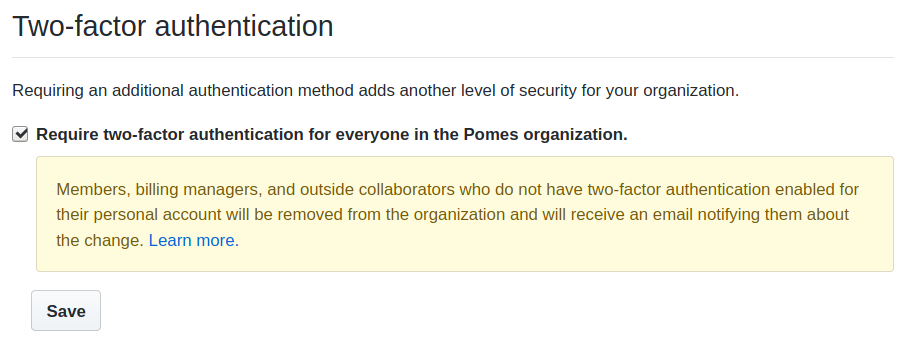 Two-factor authentication
Requiring an additional authentication method adds another level of security for your organization.
Require two-factor authentication for everyone in the Pomes organization.
Members, billing managers, and outside collaborators who do not have two-factor authentication enabled for
their personal account will be removed from the organization and will receive an email notifying them about
the change. Learn more.
Save